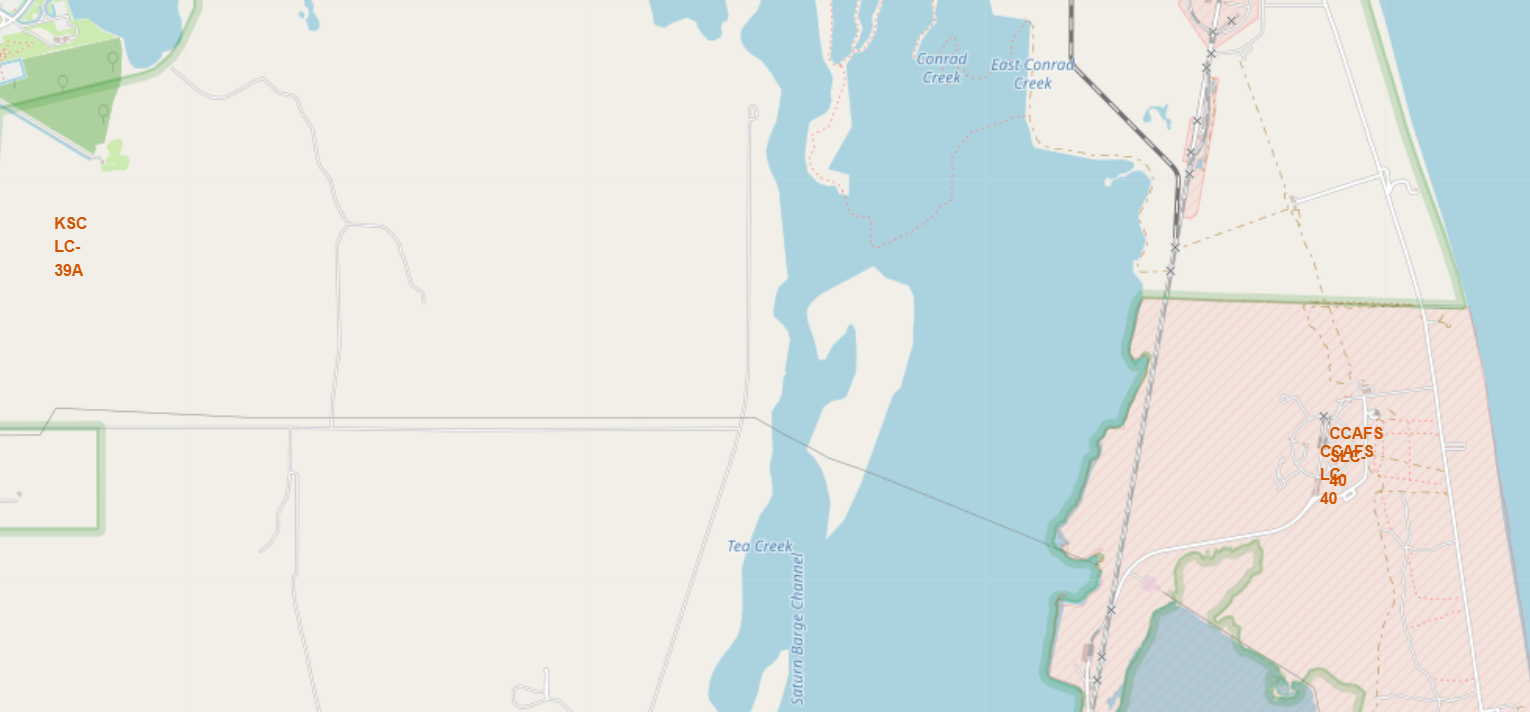 Conrad
Creek
East Conrad
Creek
KSC
LC-
39A
CCAFS
SLC-
40
CCAFS
LC-
40
Tea Creek
Saturn Barge Channel